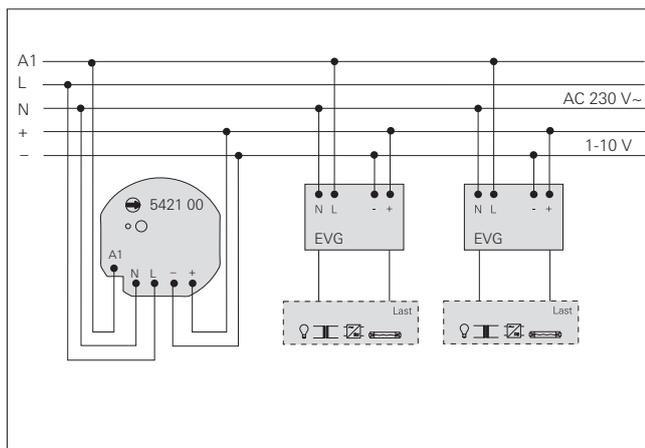 A1
L
N
AC 230 V~
+
1-10 V
−
5421 00
A1
N L − +
N L - +
EVG
Last
N L - +
EVG
Last